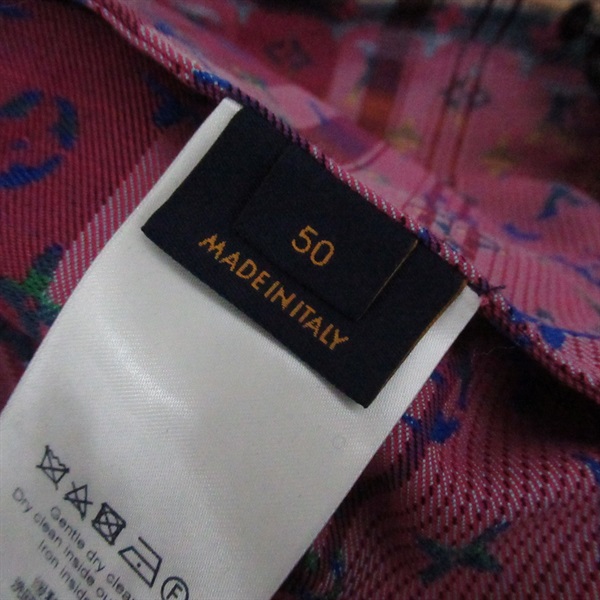 50
MADE IN ITALY
F
Gentle dry clea
Dry clean inside o
Iron inside ou